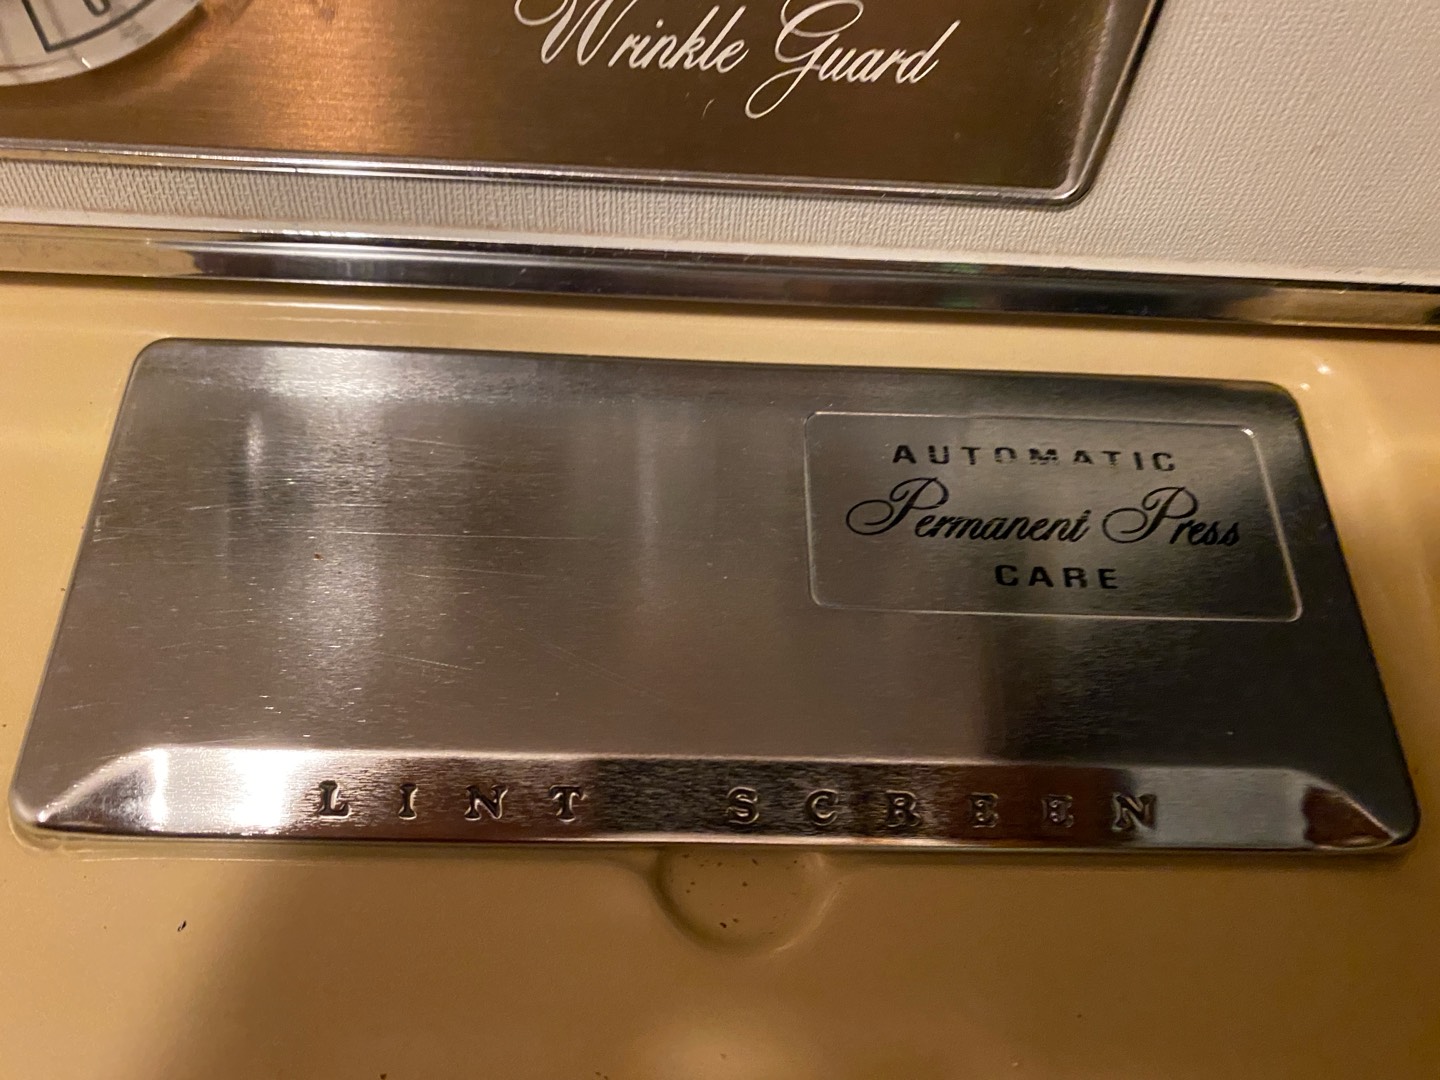 Wrinkle Guard
AUTOMATIC
Permanent Press
CARE
LINT SCREEN